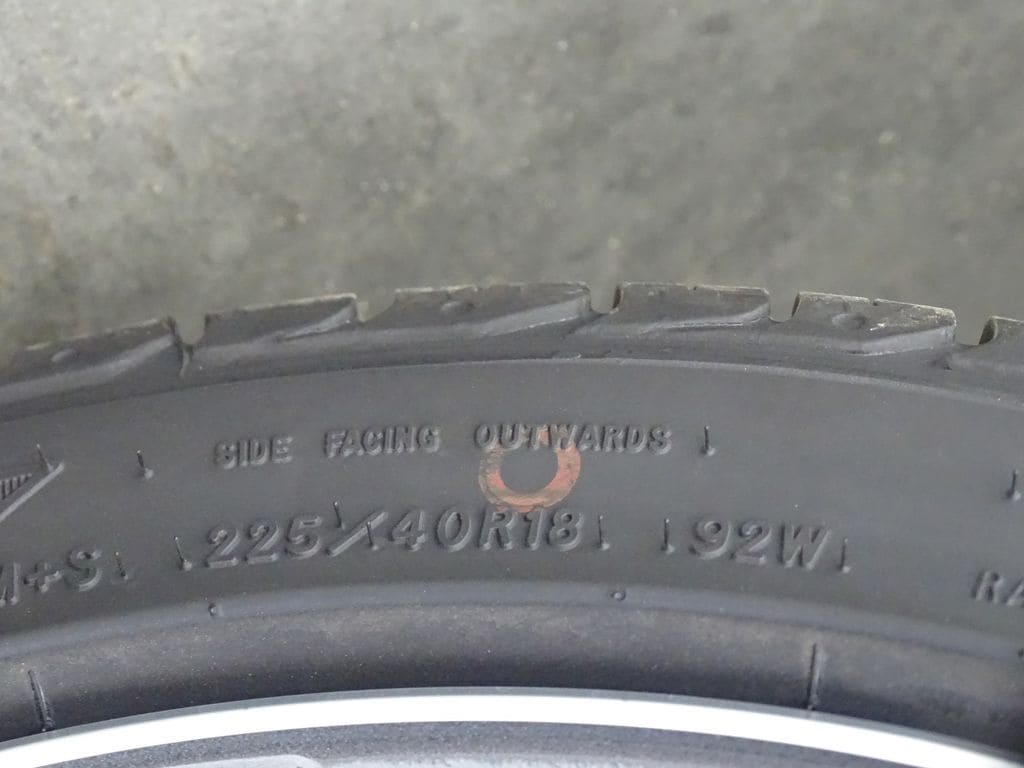 SIDE FACING OUTWARDS
M+S 225/40R18 92W